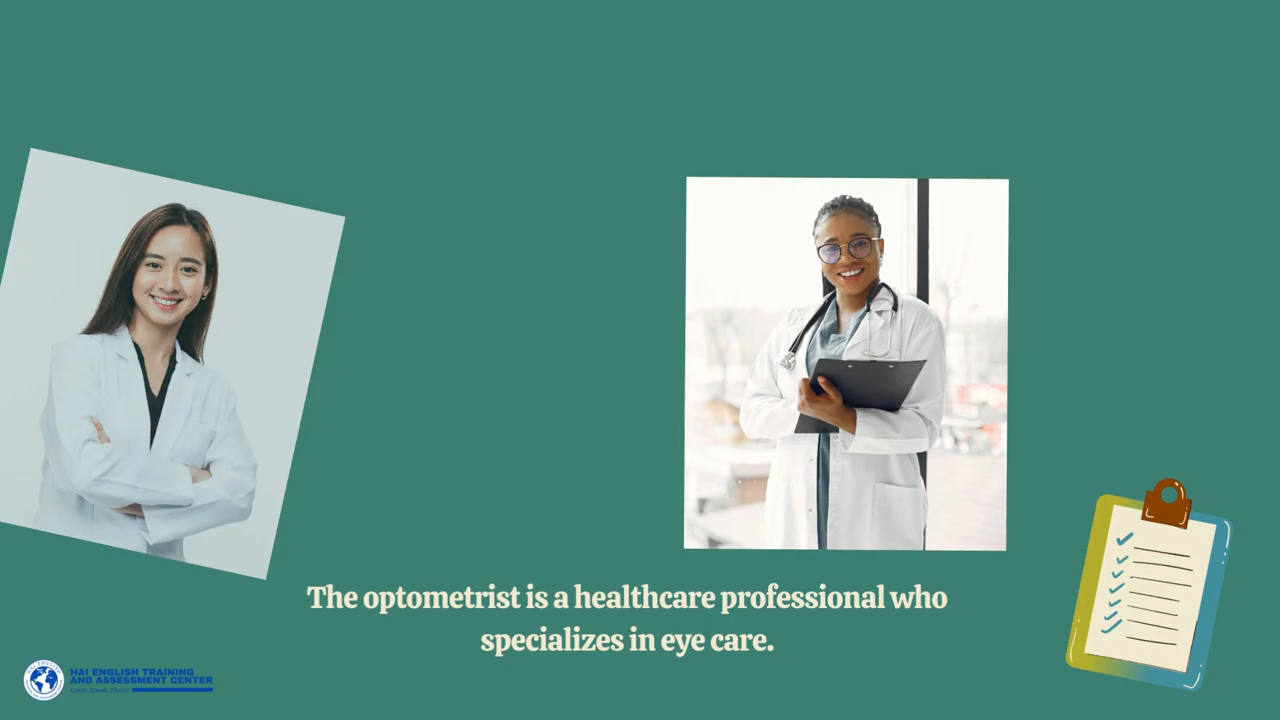 The optometrist is a healthcare professional who
specializes in eye care.
HAI ENGLISH TRAINING
AND ASSESSMENT CENTER